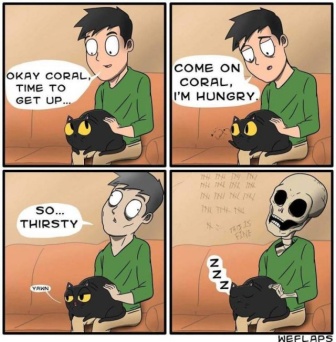 OKAY CORAL,
TIME TO
GET UP...
COME ON
CORAL,
I'M HUNGRY.
SO...
THIRSTY
YAWN
Z
Z
Z
WEFLAPS